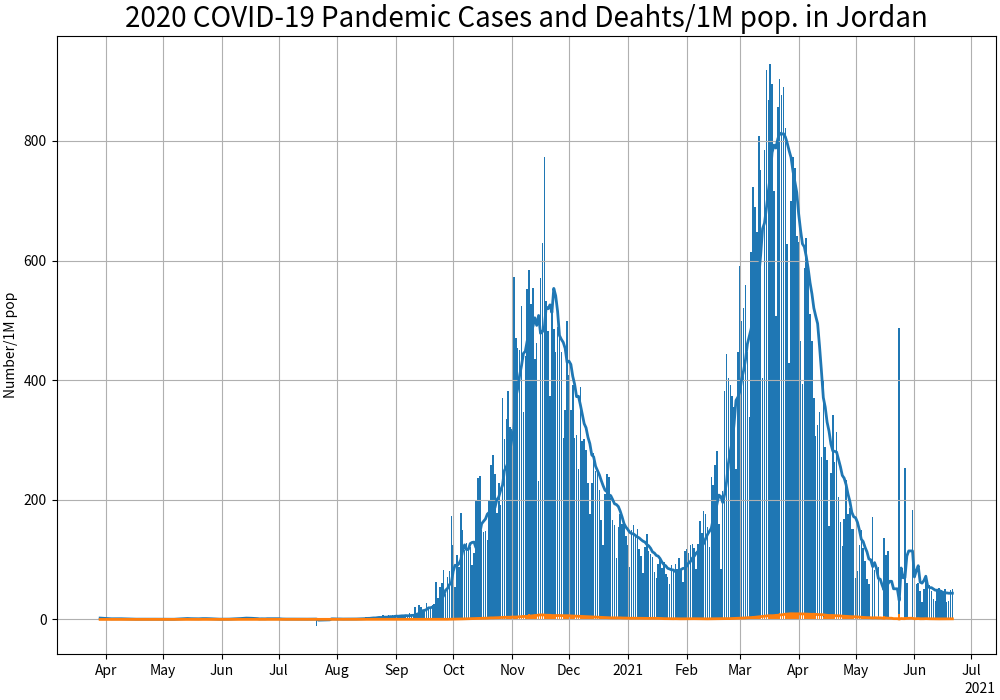 2020 COVID-19 Pandemic Cases and Deahts/1M pop. in Jordan
Number/1M pop
800
600
400
200
0
Apr May Jun Jul Aug Sep Oct Nov Dec 2021 Feb Mar Apr May Jun Jul
2021